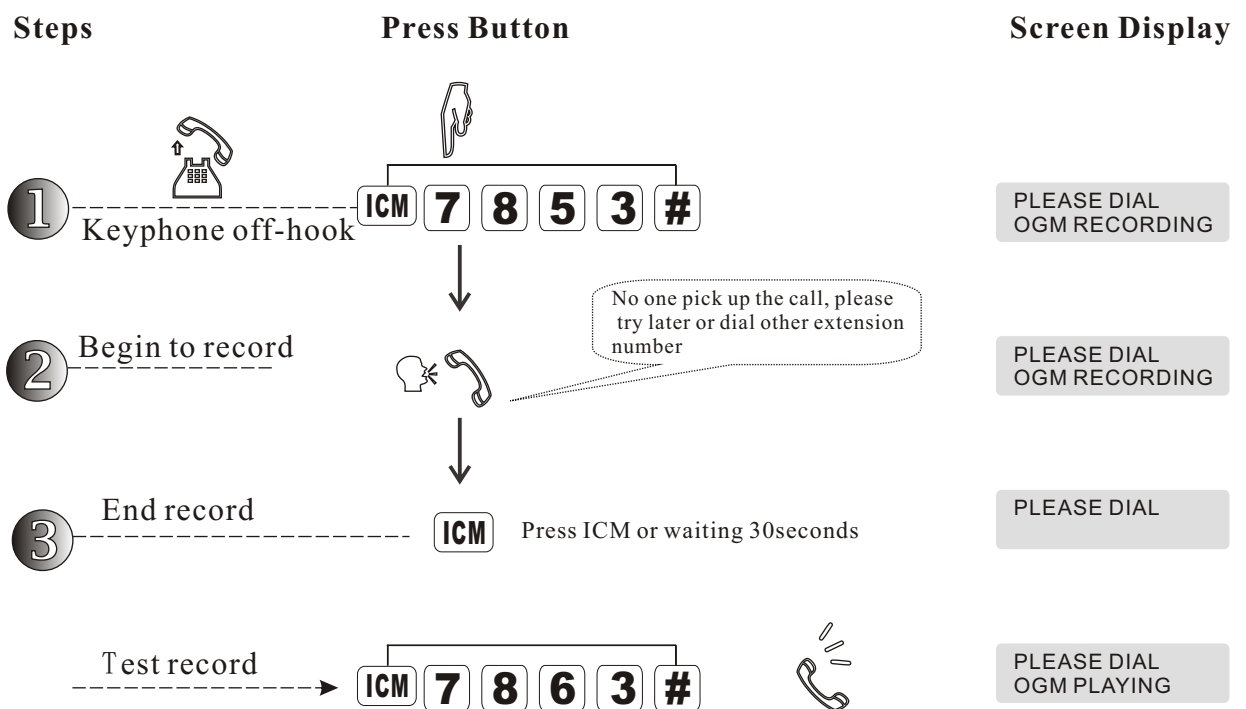 Steps Press Button Screen Display
1 Keyphone off-hook ICM 7 8 5 3 # PLEASE DIAL
OGM RECORDING
No one pick up the call, please
try later or dial other extension
number
2 Begin to record PLEASE DIAL
OGM RECORDING
3 End record ICM Press ICM or waiting 30seconds PLEASE DIAL
Test record ICM 7 8 6 3 # PLEASE DIAL
OGM PLAYING